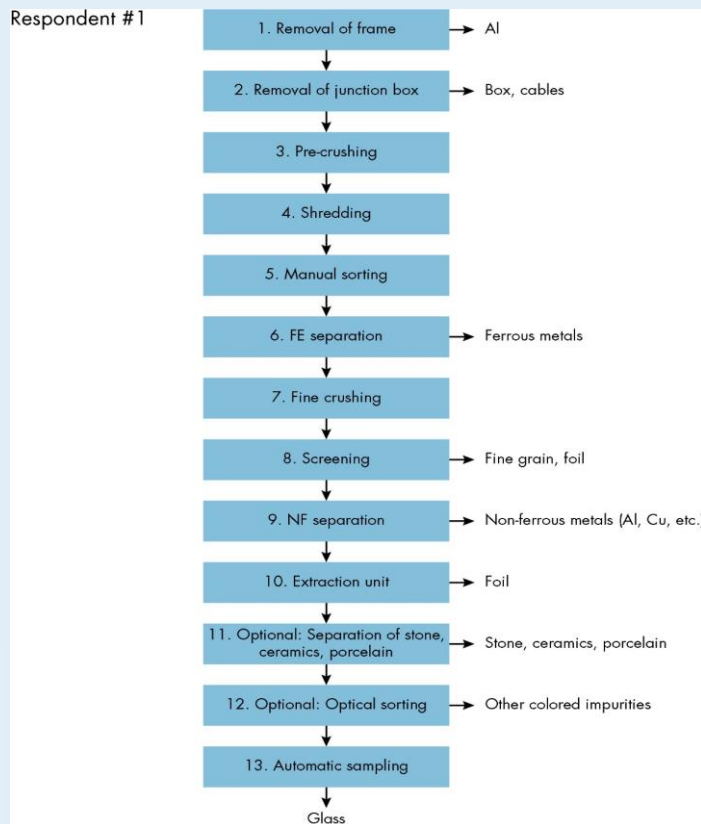 Respondent #1
1. Removal of frame
Al
2. Removal of junction box
Box, cables
3. Pre-crushing
4. Shredding
5. Manual sorting
6. FE separation
Ferrous metals
7. Fine crushing
8. Screening
Fine grain, foil
9. NF separation
Non-ferrous metals (Al, Cu, etc.)
10. Extraction unit
Foil
11. Optional: Separation of stone,
ceramics, porcelain
Stone, ceramics, porcelain
12. Optional: Optical sorting
Other colored impurities
13. Automatic sampling
Glass